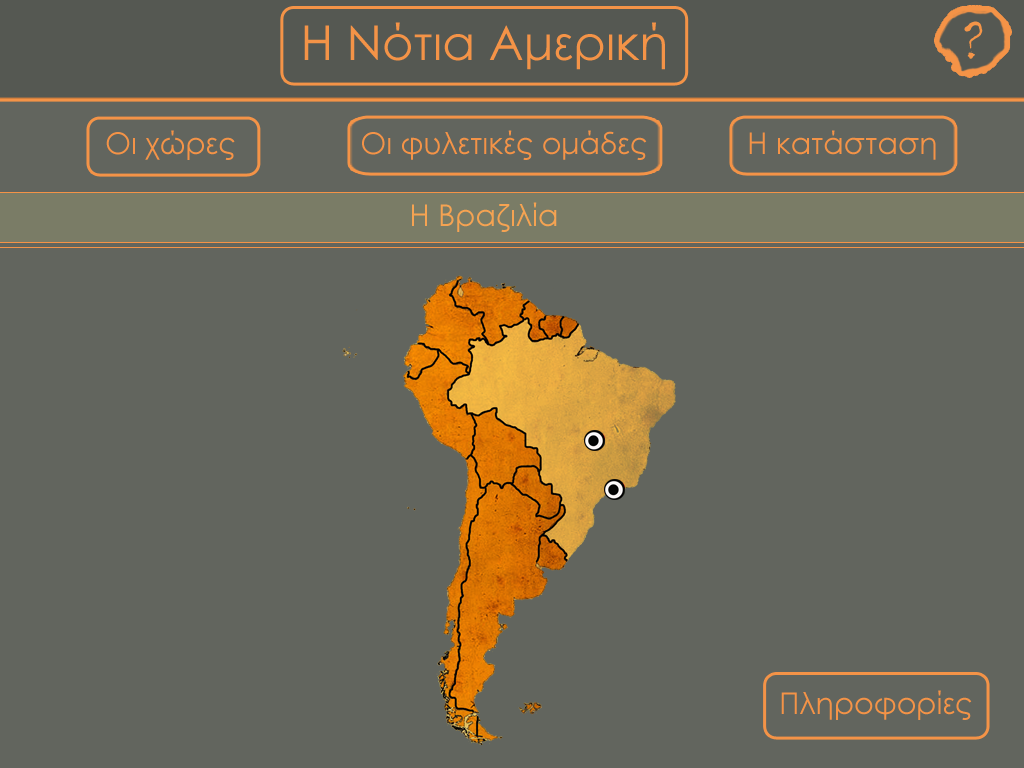 Η Νότια Αμερική
?
Οι χώρες
Οι φυλετικές ομάδες
Η κατάσταση
Η Βραζιλία
Πληροφορίες